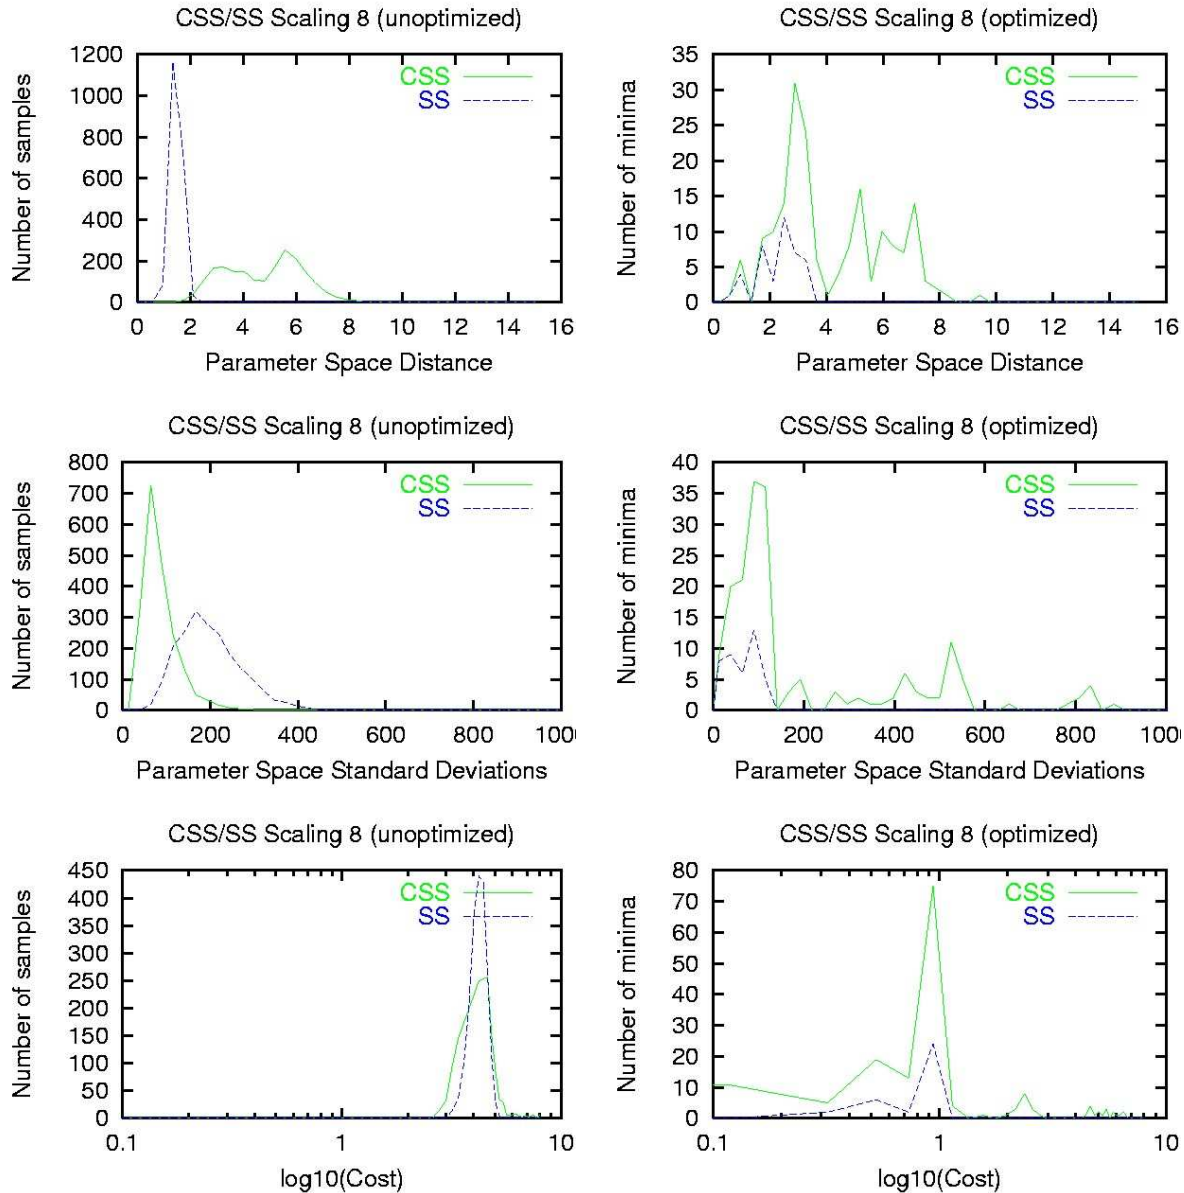 CSS/SS Scaling 8 (unoptimized)
Number of samples
1200
1000
800
600
400
200
0
CSS
SS
0 2 4 6 8 10 12 14 16
Parameter Space Distance
CSS/SS Scaling 8 (optimized)
Number of minima
35
30
25
20
15
10
5
0
CSS
SS
0 2 4 6 8 10 12 14 16
Parameter Space Distance
CSS/SS Scaling 8 (unoptimized)
Number of samples
800
700
600
500
400
300
200
100
0
CSS
SS
0 200 400 600 800 100
Parameter Space Standard Deviations
CSS/SS Scaling 8 (optimized)
Number of minima
40
35
30
25
20
15
10
5
0
CSS
SS
0 200 400 600 800 100
Parameter Space Standard Deviations
CSS/SS Scaling 8 (unoptimized)
Number of samples
450
400
350
300
250
200
150
100
50
0
CSS
SS
0.1 1 10
log10(Cost)
CSS/SS Scaling 8 (optimized)
Number of minima
80
70
60
50
40
30
20
10
0
CSS
SS
0.1 1 10
log10(Cost)